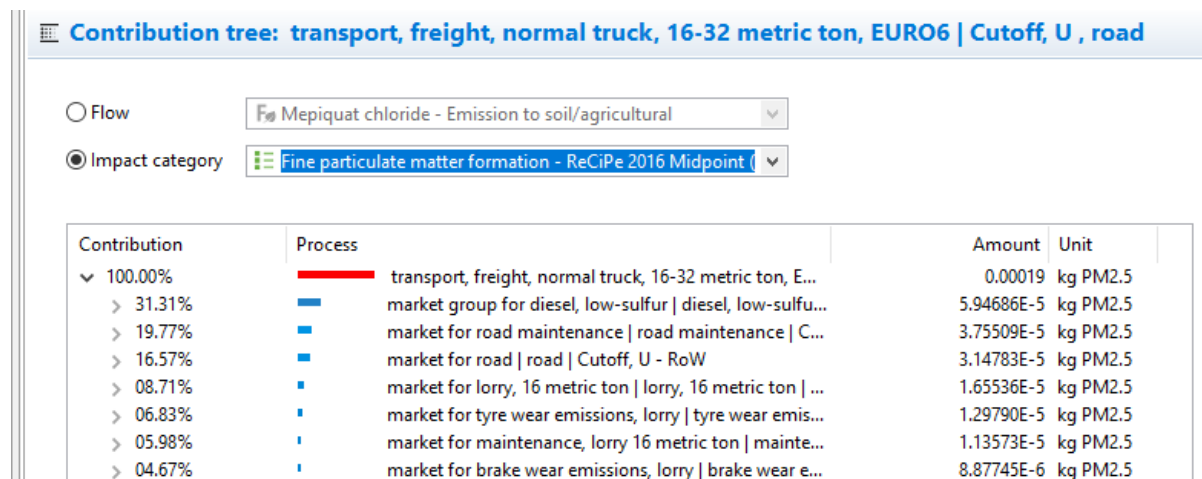 Contribution tree: transport, freight, normal truck, 16-32 metric ton, EURO6 | Cutoff, U , road
Flow
Mepiquat chloride - Emission to soil/agricultural
Impact category
Fine particulate matter formation - ReCiPe 2016 Midpoint (
Contribution Process Amount Unit
100.00% transport, freight, normal truck, 16-32 metric ton, E... 0.00019 kg PM2.5
31.31% market group for diesel, low-sulfur | diesel, low-sulfu... 5.94686E-5 kg PM2.5
19.77% market for road maintenance | road maintenance | C... 3.75509E-5 kg PM2.5
16.57% market for road | road | Cutoff, U - RoW 3.14783E-5 kg PM2.5
08.71% market for lorry, 16 metric ton | lorry, 16 metric ton | ... 1.65536E-5 kg PM2.5
06.83% market for tyre wear emissions, lorry | tyre wear emis... 1.29790E-5 kg PM2.5
05.98% market for maintenance, lorry 16 metric ton | mainte... 1.13573E-5 kg PM2.5
04.67% market for brake wear emissions, lorry | brake wear e... 8.87745E-6 kg PM2.5